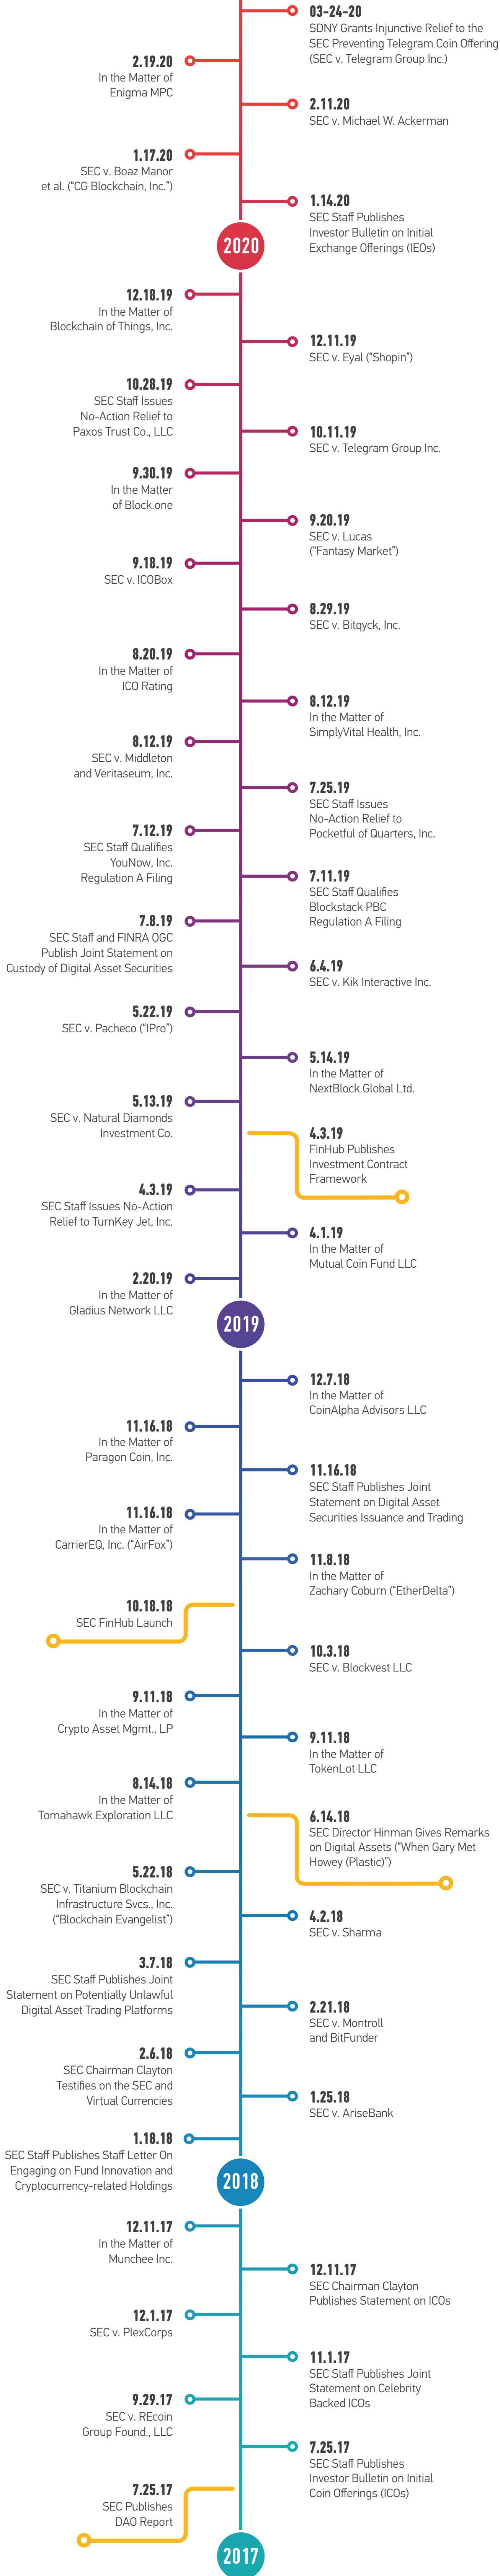 03-24-20
SDNY Grants Injunctive Relief to the
SEC Preventing Telegram Coin Offering
(SEC v. Telegram Group Inc.)
2.19.20
In the Matter of
Enigma MPC
2.11.20
SEC v. Michael W. Ackerman
1.17.20
SEC v. Boaz Manor
et al. (“CG Blockchain, Inc.”)
1.14.20
SEC Staff Publishes
Investor Bulletin on Initial
Exchange Offerings (IEOs)
2020
12.18.19
In the Matter of
Blockchain of Things, Inc.
12.11.19
SEC v. Eyal (“Shopin”)
10.28.19
SEC Staff Issues
No-Action Relief to
Paxos Trust Co., LLC
10.11.19
SEC v. Telegram Group Inc.
9.30.19
In the Matter
of Block.one
9.20.19
SEC v. Lucas
(“Fantasy Market”)
9.18.19
SEC v. ICOBox
8.29.19
SEC v. Bitqyck, Inc.
8.20.19
In the Matter of
ICO Rating
8.12.19
In the Matter of
SimplyVital Health, Inc.
8.12.19
SEC v. Middleton
and Veritaseum, Inc.
7.25.19
SEC Staff Issues
No-Action Relief to
Pocketful of Quarters, Inc.
7.12.19
SEC Staff Qualifies
YouNow, Inc.
Regulation A Filing
7.11.19
SEC Staff Qualifies
Blockstack PBC
Regulation A Filing
7.8.19
SEC Staff and FINRA OGC
Publish Joint Statement on
Custody of Digital Asset Securities
6.4.19
SEC v. Kik Interactive Inc.
5.22.19
SEC v. Pacheco (“IPro”)
5.14.19
In the Matter of
NextBlock Global Ltd.
5.13.19
SEC v. Natural Diamonds
Investment Co.
4.3.19
FinHub Publishes
Investment Contract
Framework
4.3.19
SEC Staff Issues No-Action
Relief to TurnKey Jet, Inc.
4.1.19
In the Matter of
Mutual Coin Fund LLC
2.20.19
In the Matter of
Gladius Network LLC
2019
12.7.18
In the Matter of
CoinAlpha Advisors LLC
11.16.18
In the Matter of
Paragon Coin, Inc.
11.16.18
SEC Staff Publishes Joint
Statement on Digital Asset
Securities Issuance and Trading
11.16.18
In the Matter of
CarrierEQ, Inc. (“AirFox”)
11.8.18
In the Matter of
Zachary Coburn (“EtherDelta”)
10.18.18
SEC FinHub Launch
10.3.18
SEC v. Blockvest LLC
9.11.18
In the Matter of
Crypto Asset Mgmt., LP
9.11.18
In the Matter of
TokenLot LLC
8.14.18
In the Matter of
Tomahawk Exploration LLC
6.14.18
SEC Director Hinman Gives Remarks
on Digital Assets (“When Gary Met
Howey (Plastic)”)
5.22.18
SEC v. Titanium Blockchain
Infrastructure Svcs., Inc.
(“Blockchain Evangelist”)
4.2.18
SEC v. Sharma
3.7.18
SEC Staff Publishes Joint
Statement on Potentially Unlawful
Digital Asset Trading Platforms
2.21.18
SEC v. Montroll
and BitFunder
2.6.18
SEC Chairman Clayton
Testifies on the SEC and
Virtual Currencies
1.25.18
SEC v. AriseBank
1.18.18
SEC Staff Publishes Staff Letter On
Engaging on Fund Innovation and
Cryptocurrency-related Holdings
2018
12.11.17
In the Matter of
Munchee Inc.
12.11.17
SEC Chairman Clayton
Publishes Statement on ICOs
12.1.17
SEC v. PlexCorps
11.1.17
SEC Staff Publishes Joint
Statement on Celebrity
Backed ICOs
9.29.17
SEC v. REcoin
Group Found., LLC
7.25.17
SEC Staff Publishes
Investor Bulletin on Initial
Coin Offerings (ICOs)
7.25.17
SEC Publishes
DAO Report
2017